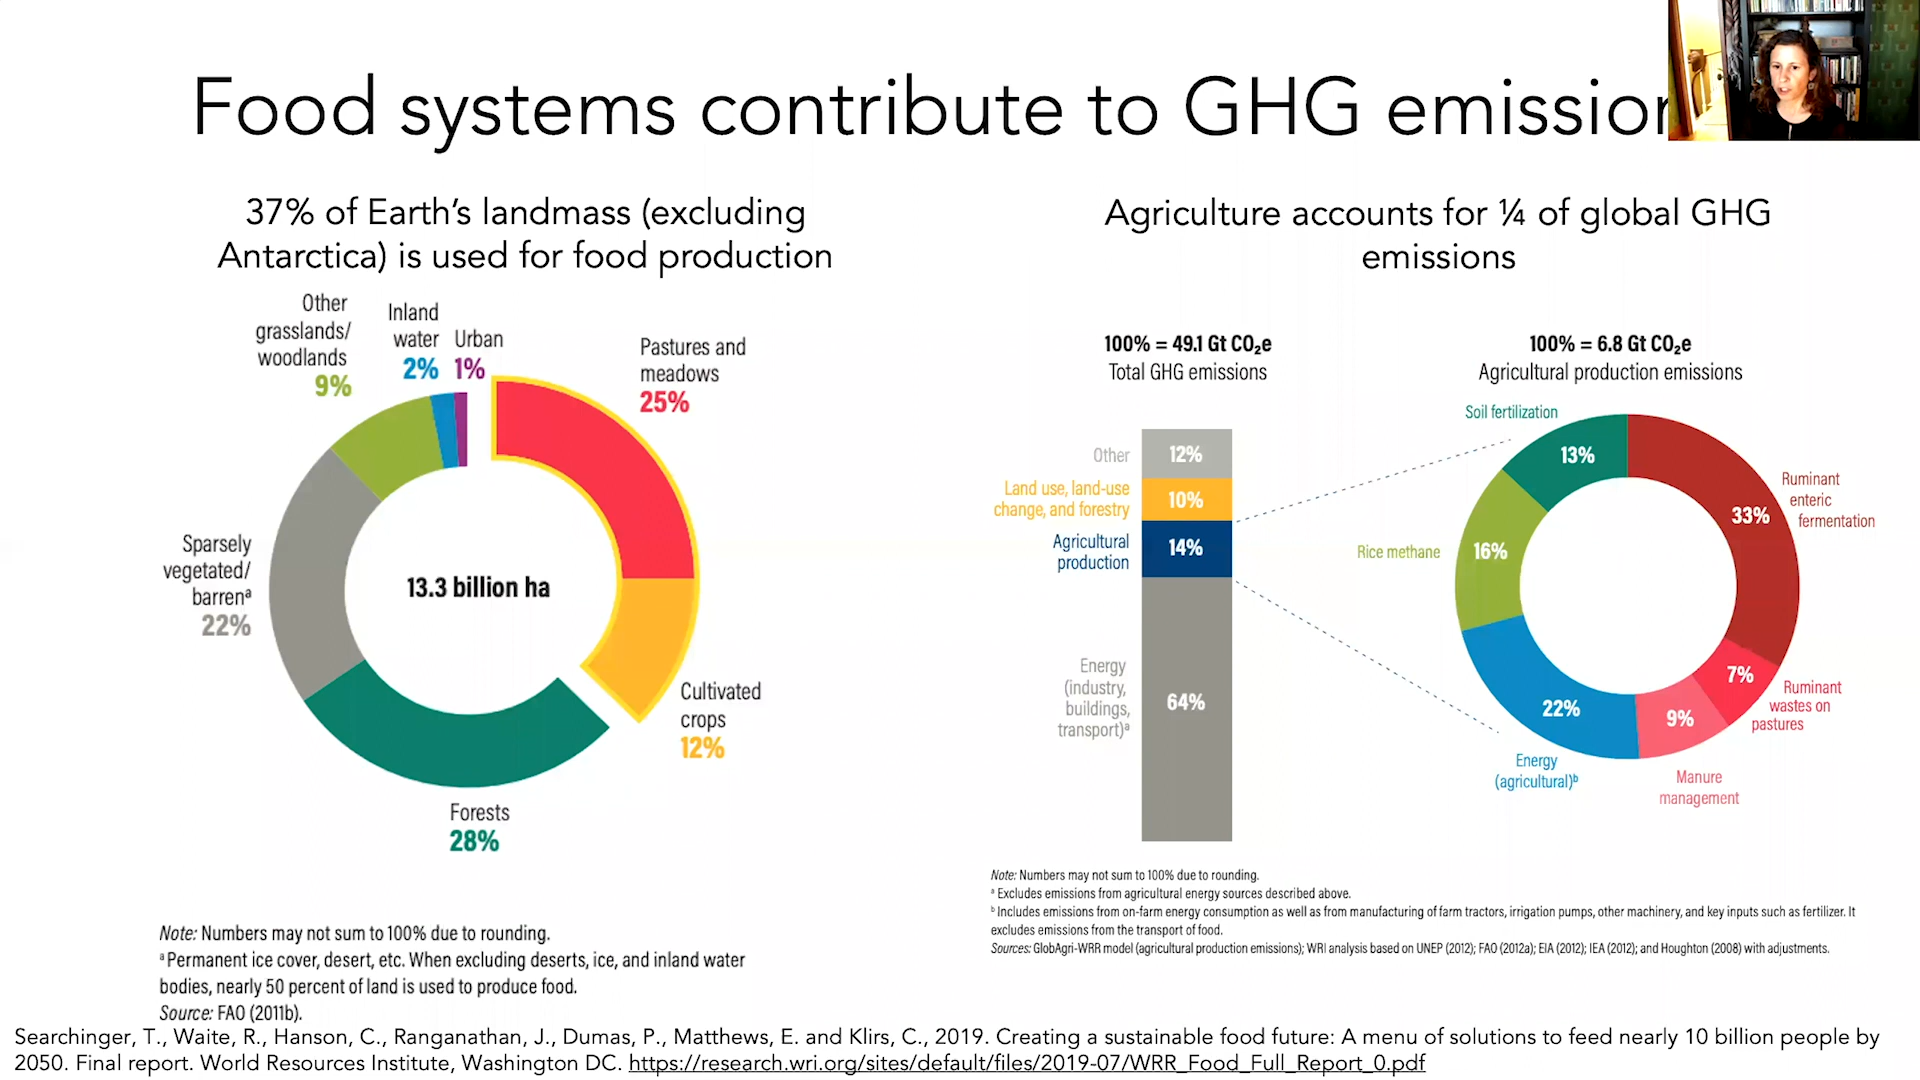 Food systems contribute to GHG emission
37% of Earth's landmass (excluding
Antarctica) is used for food production
Other
grasslands/
woodlands
9%
Inland
water
2%
Urban
1%
Pastures and
meadows
25%
Sparsely
vegetated/
barrenᵃ
22%
13.3 billion ha
Cultivated
crops
12%
Forests
28%
Note: Numbers may not sum to 100% due to rounding.
ᵃ Permanent ice cover, desert, etc. When excluding deserts, ice, and inland water
bodies, nearly 50 percent of land is used to produce food.
Source: FAO (2011b).
Agriculture accounts for ¼ of global GHG
emissions
100% = 49.1 Gt CO₂e
Total GHG emissions
Other
12%
Land use, land-use
change, and forestry
10%
Agricultural
production
14%
Energy
(industry,
buildings,
transport)ᵃ
64%
100% = 6.8 Gt CO₂e
Agricultural production emissions
Soil fertilization
13%
Ruminant
enteric
fermentation
33%
Rice methane
16%
7%
Ruminant
wastes on
pastures
22%
Energy
(agricultural)ᵇ
9%
Manure
management
Note: Numbers may not sum to 100% due to rounding.
ᵃ Excludes emissions from agricultural energy sources described above.
ᵇ Includes emissions from on-farm energy consumption as well as from manufacturing of farm tractors, irrigation pumps, other machinery, and key inputs such as fertilizer. It
excludes emissions from the transport of food.
Sources: GlobAgri-WRR model (agricultural production emissions); WRI analysis based on UNEP (2012); FAO (2012a); EIA (2012); IEA (2012); and Houghton (2008) with adjustments.
Searchinger, T., Waite, R., Hanson, C., Ranganathan, J., Dumas, P., Matthews, E. and Klirs, C., 2019. Creating a sustainable food future: A menu of solutions to feed nearly 10 billion people by
2050. Final report. World Resources Institute, Washington DC. https://research.wri.org/sites/default/files/2019-07/WRR_Food_Full_Report_0.pdf